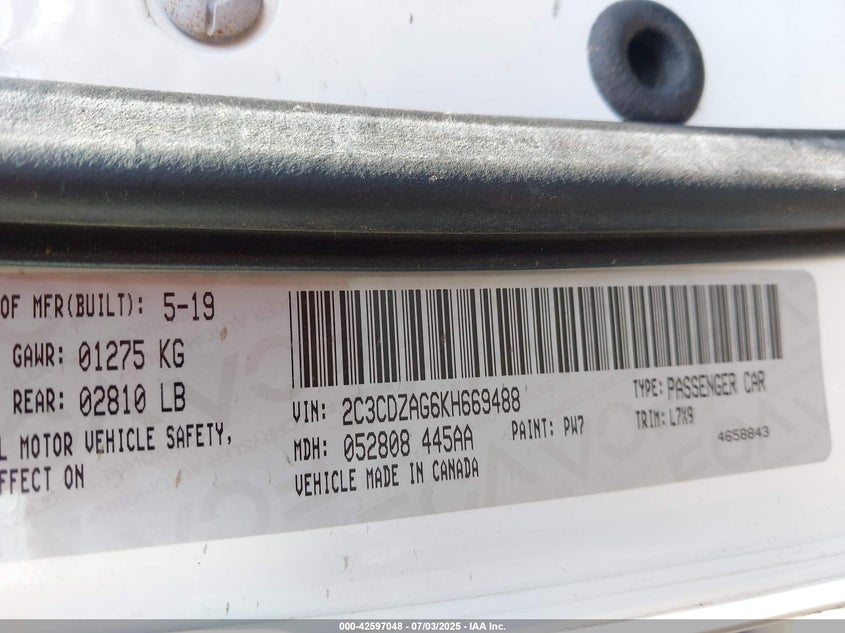 OF MFR(BUILT): 5-19
GAWR: 01275 KG
REAR: 02810 LB
L MOTOR VEHICLE SAFETY,
FFECT ON
VIN: 2C3CDZAG6KH669488
TYPE: PASSENGER CAR
MDH: 052808 445AA
PAINT: PW7
TRIM: L7X9
VEHICLE MADE IN CANADA
4658843
000-42597048 - 07/03/2025 - IAA Inc.